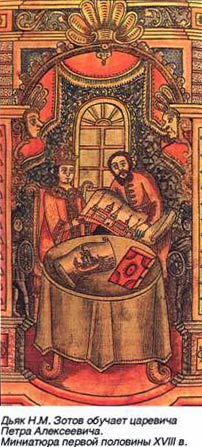 Дьяк Н.М. Зотов обучает царевича
Петра Алексеевича.
Миниатюра первой половины XVIII в.